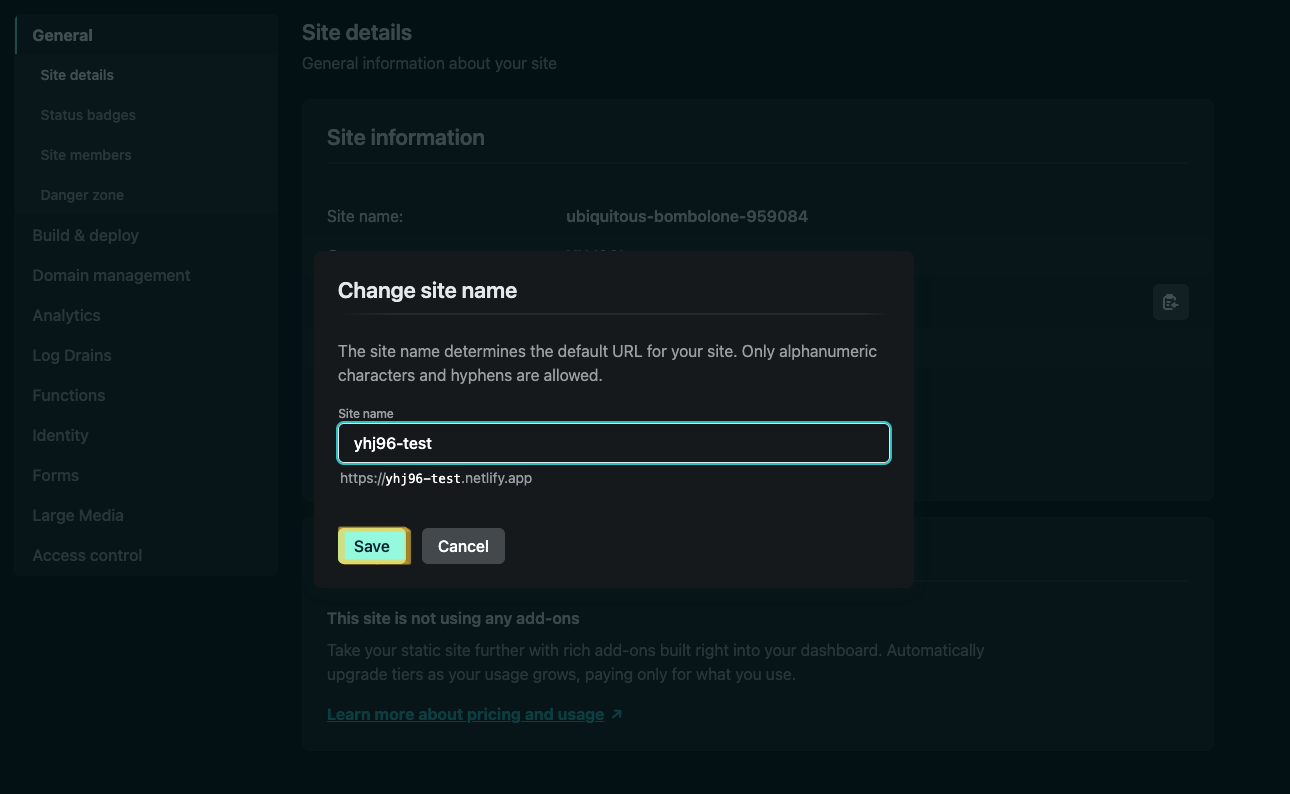 General
Site details
Status badges
Site members
Danger zone
Build & deploy
Domain management
Analytics
Log Drains
Functions
Identity
Forms
Large Media
Access control
Site details
General information about your site
Site information
Site name: ubiquitous-bombolone-959084
Change site name
The site name determines the default URL for your site. Only alphanumeric
characters and hyphens are allowed.
Site name
yhj96-test
https://yhj96-test.netlify.app
Save Cancel
This site is not using any add-ons
Take your static site further with rich add-ons built right into your dashboard. Automatically
upgrade tiers as your usage grows, paying only for what you use.
Learn more about pricing and usage ↗